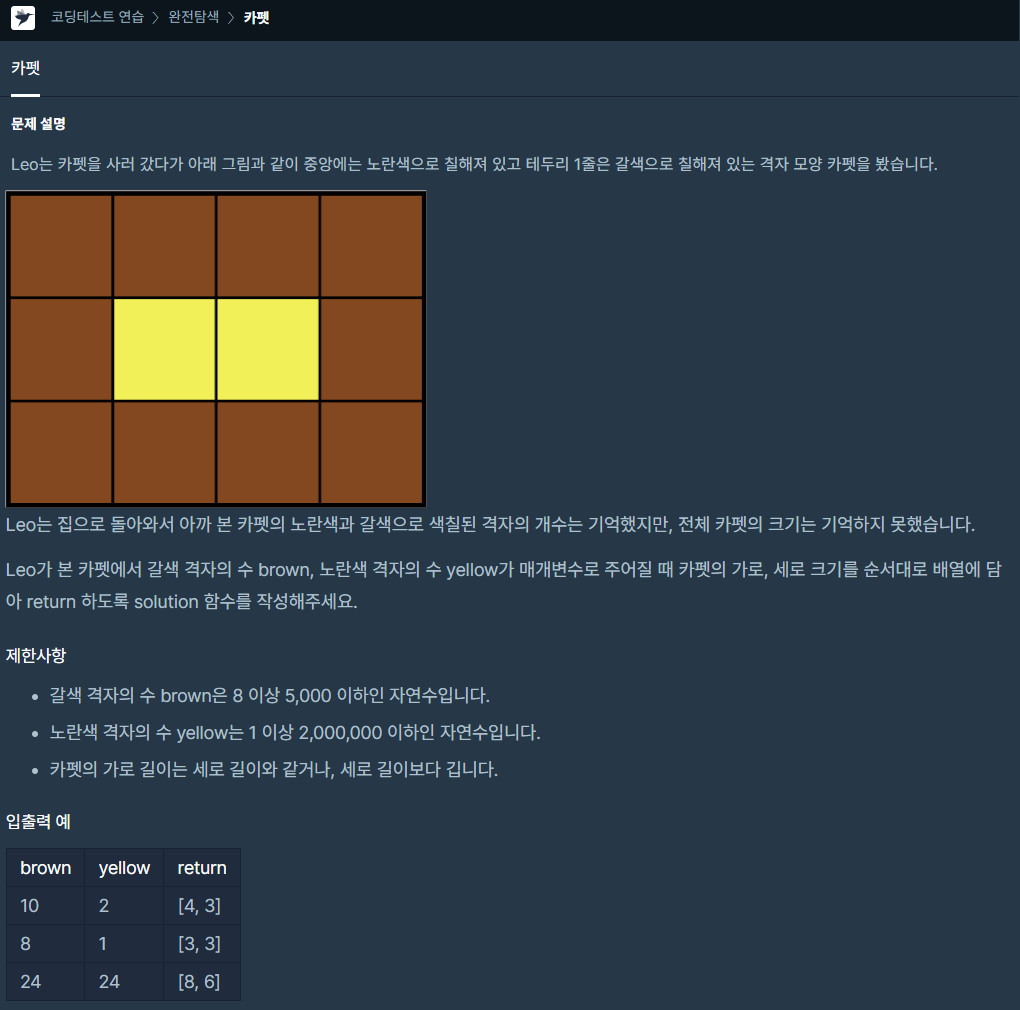 코딩테스트 연습 > 완전탐색 > 카펫
카펫
문제 설명
Leo는 카펫을 사러 갔다가 아래 그림과 같이 중앙에는 노란색으로 칠해져 있고 테두리 1줄은 갈색으로 칠해져 있는 격자 모양 카펫을 봤습니다.
Leo는 집으로 돌아와서 아까 본 카펫의 노란색과 갈색으로 색칠된 격자의 개수는 기억했지만, 전체 카펫의 크기는 기억하지 못했습니다.
Leo가 본 카펫에서 갈색 격자의 수 brown, 노란색 격자의 수 yellow가 매개변수로 주어질 때 카펫의 가로, 세로 크기를 순서대로 배열에 담
아 return 하도록 solution 함수를 작성해주세요.
제한사항
• 갈색 격자의 수 brown은 8 이상 5,000 이하인 자연수입니다.
• 노란색 격자의 수 yellow는 1 이상 2,000,000 이하인 자연수입니다.
• 카펫의 가로 길이는 세로 길이와 같거나, 세로 길이보다 깁니다.
입출력 예
brown yellow return
10 2 [4, 3]
8 1 [3, 3]
24 24 [8, 6]